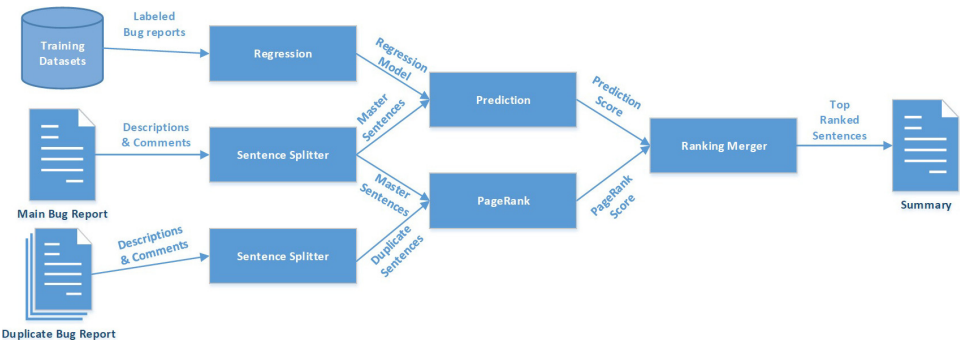 Training
Datasets
Labeled
Bug reports
Regression
Regression
Model
Main Bug Report
Descriptions
& Comments
Sentence Splitter
Master
Sentences
Master
Sentences
Duplicate Bug Report
Descriptions
& Comments
Sentence Splitter
Duplicate
Sentences
Prediction
Prediction
Score
PageRank
PageRank
Score
Ranking Merger
Top
Ranked
Sentences
Summary